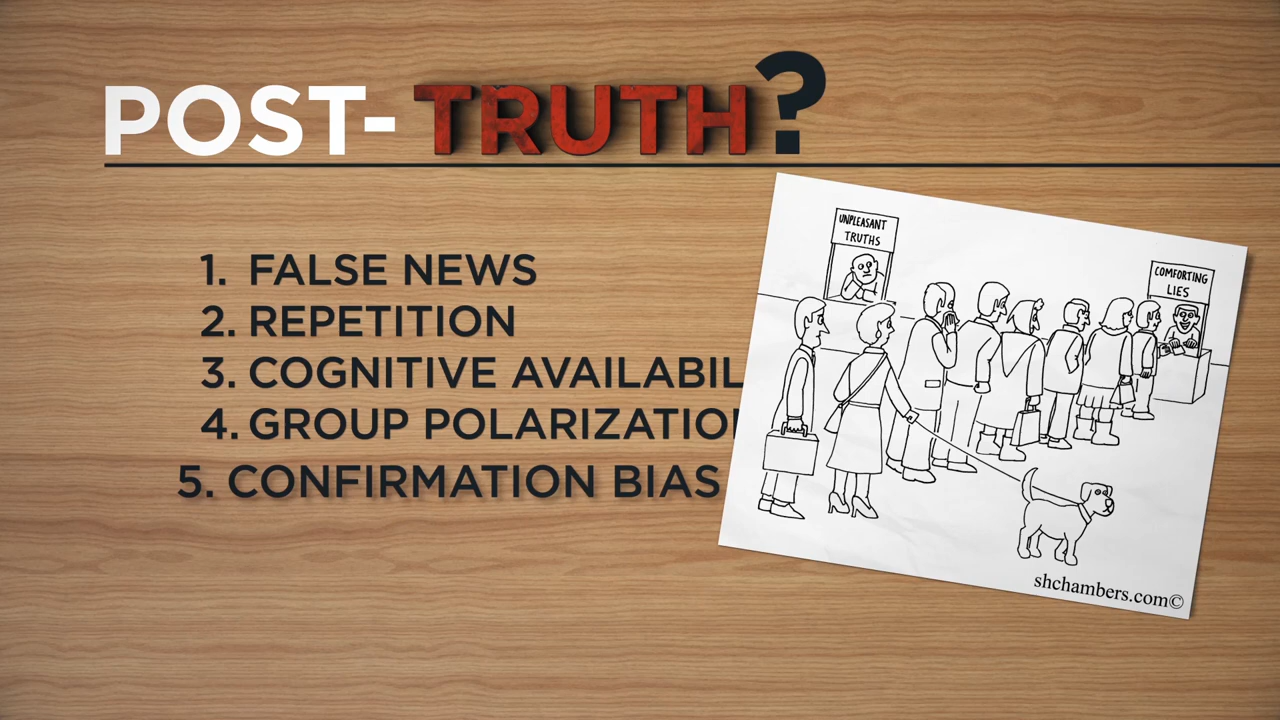 POST-TRUTH?
1. FALSE NEWS
2. REPETITION
3. COGNITIVE AVAILABIL
4. GROUP POLARIZATIO
5. CONFIRMATION BIAS
UNPLEASANT
TRUTHS
COMFORTING
LIES
shchambers.com©